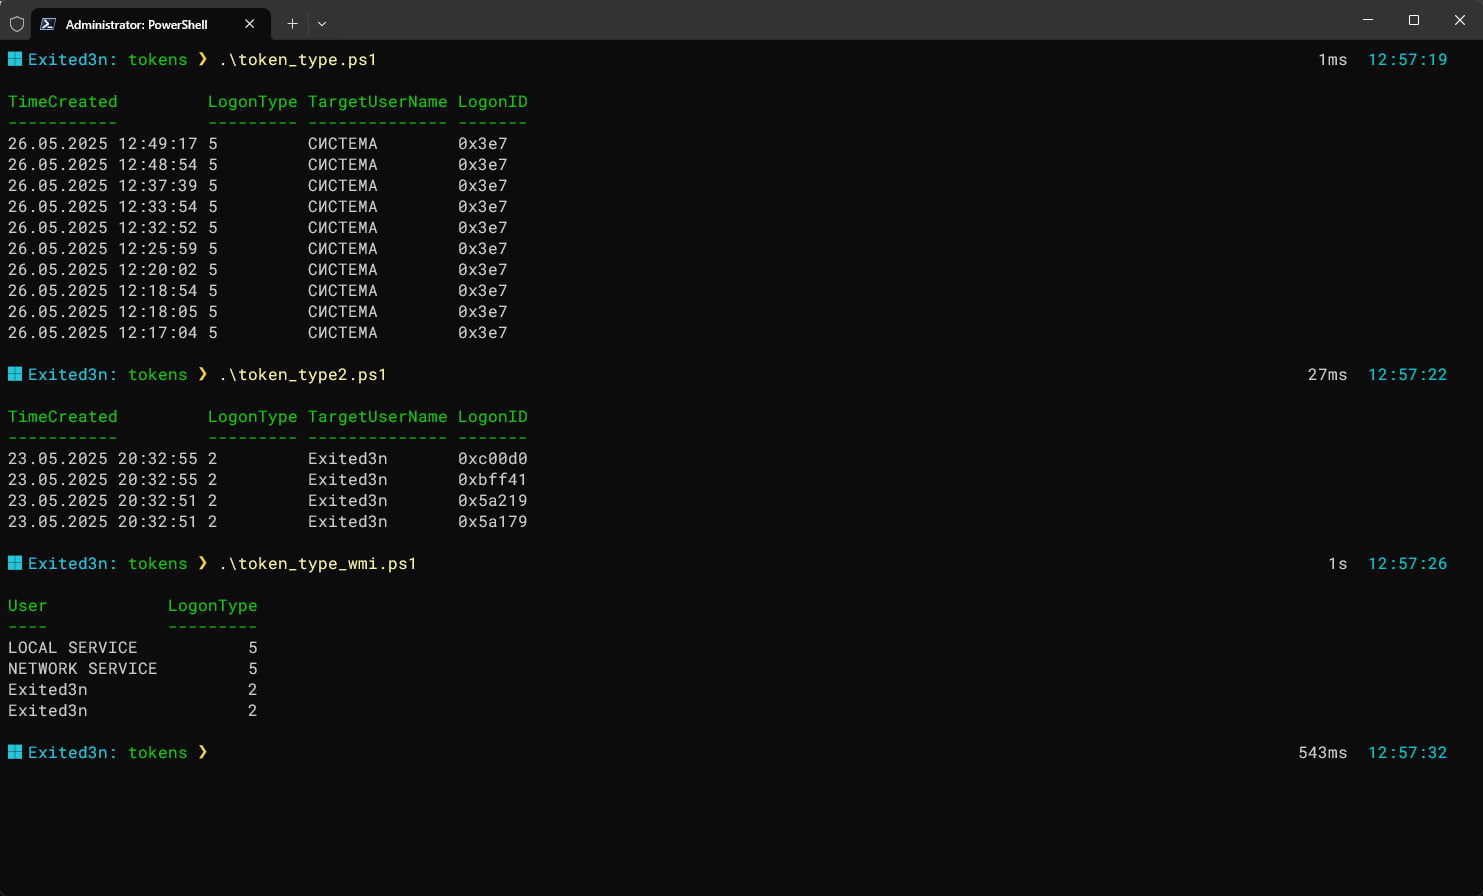 Administrator: PowerShell
Exited3n: tokens ❯ .\token_type.ps1 1ms 12:57:19
TimeCreated LogonType TargetUserName LogonID
----------- --------- -------------- -------
26.05.2025 12:49:17 5 СИСТЕМА 0x3e7
26.05.2025 12:48:54 5 СИСТЕМА 0x3e7
26.05.2025 12:37:39 5 СИСТЕМА 0x3e7
26.05.2025 12:33:54 5 СИСТЕМА 0x3e7
26.05.2025 12:32:52 5 СИСТЕМА 0x3e7
26.05.2025 12:25:59 5 СИСТЕМА 0x3e7
26.05.2025 12:20:02 5 СИСТЕМА 0x3e7
26.05.2025 12:18:54 5 СИСТЕМА 0x3e7
26.05.2025 12:18:05 5 СИСТЕМА 0x3e7
26.05.2025 12:17:04 5 СИСТЕМА 0x3e7
Exited3n: tokens ❯ .\token_type2.ps1 27ms 12:57:22
TimeCreated LogonType TargetUserName LogonID
----------- --------- -------------- -------
23.05.2025 20:32:55 2 Exited3n 0xc00d0
23.05.2025 20:32:55 2 Exited3n 0xbff41
23.05.2025 20:32:51 2 Exited3n 0x5a219
23.05.2025 20:32:51 2 Exited3n 0x5a179
Exited3n: tokens ❯ .\token_type_wmi.ps1 1s 12:57:26
User LogonType
---- ---------
LOCAL SERVICE 5
NETWORK SERVICE 5
Exited3n 2
Exited3n 2
Exited3n: tokens ❯ 543ms 12:57:32